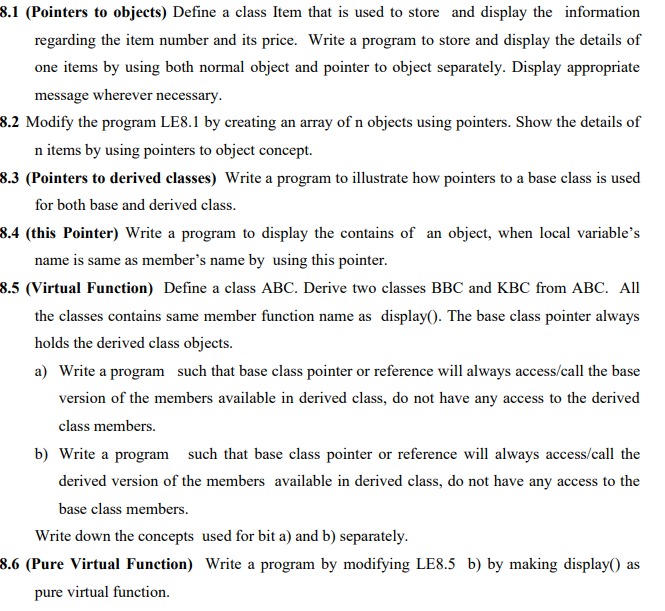 8.1 (Pointers to objects) Define a class Item that is used to store and display the information
regarding the item number and its price. Write a program to store and display the details of
one items by using both normal object and pointer to object separately. Display appropriate
message wherever necessary.
8.2 Modify the program LE8.1 by creating an array of n objects using pointers. Show the details of
n items by using pointers to object concept.
8.3 (Pointers to derived classes) Write a program to illustrate how pointers to a base class is used
for both base and derived class.
8.4 (this Pointer) Write a program to display the contains of an object, when local variable's
name is same as member's name by using this pointer.
8.5 (Virtual Function) Define a class ABC. Derive two classes BBC and KBC from ABC. All
the classes contains same member function name as display(). The base class pointer always
holds the derived class objects.
a) Write a program such that base class pointer or reference will always access/call the base
version of the members available in derived class, do not have any access to the derived
class members.
b) Write a program such that base class pointer or reference will always access/call the
derived version of the members available in derived class, do not have any access to the
base class members.
Write down the concepts used for bit a) and b) separately.
8.6 (Pure Virtual Function) Write a program by modifying LE8.5 b) by making display() as
pure virtual function.